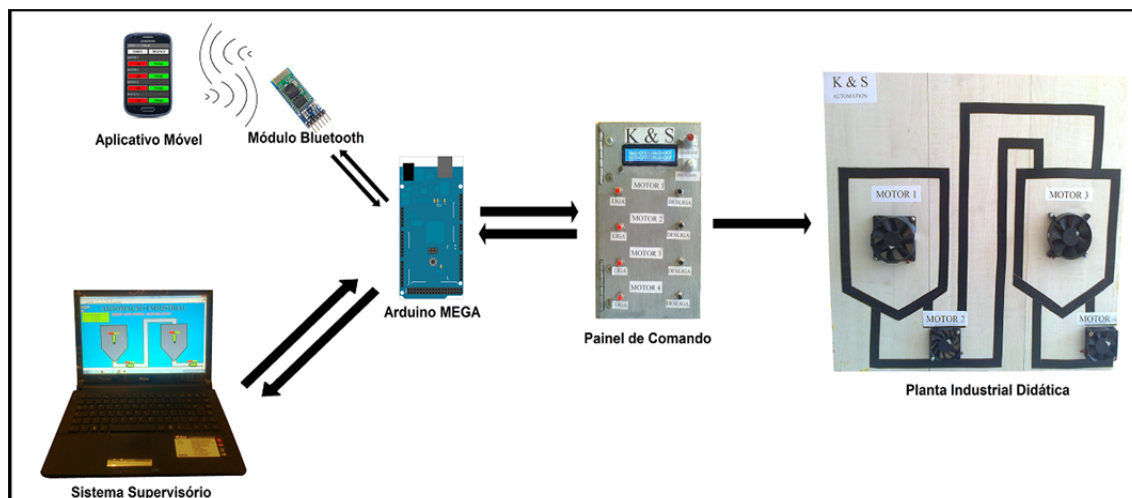 Aplicativo Móvel
Módulo Bluetooth
Arduino MEGA
Sistema Supervisório
K & S
MOTOR 1
LIGA
DESLIGA
MOTOR 2
LIGA
DESLIGA
MOTOR 3
LIGA
DESLIGA
MOTOR 4
LIGA
DESLIGA
Painel de Comando
K & S
AUTOMATION
MOTOR 1
MOTOR 3
MOTOR 2
MOTOR 4
Planta Industrial Didática